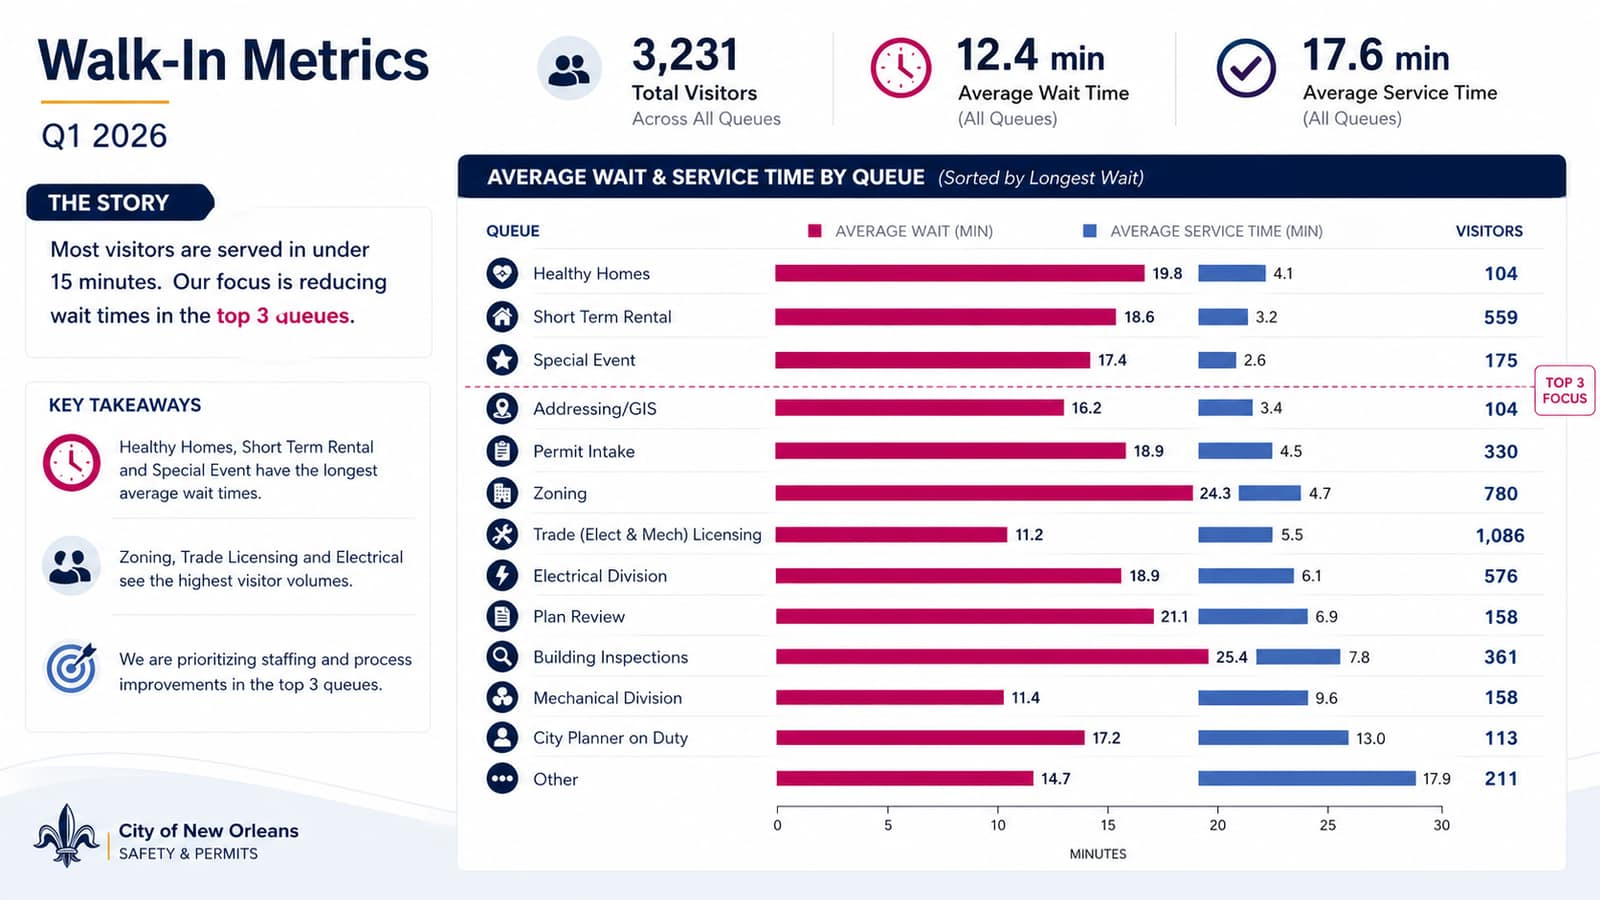 Walk-In Metrics
Q1 2026
3,231
Total Visitors
Across All Queues
12.4 min
Average Wait Time
(All Queues)
17.6 min
Average Service Time
(All Queues)
THE STORY
Most visitors are served in under
15 minutes. Our focus is reducing
wait times in the top 3 queues.
KEY TAKEAWAYS
Healthy Homes, Short Term Rental
and Special Event have the longest
average wait times.
Zoning, Trade Licensing and Electrical
see the highest visitor volumes.
We are prioritizing staffing and process
improvements in the top 3 queues.
City of New Orleans
SAFETY & PERMITS
AVERAGE WAIT & SERVICE TIME BY QUEUE (Sorted by Longest Wait)
QUEUE AVERAGE WAIT (MIN) AVERAGE SERVICE TIME (MIN) VISITORS
Healthy Homes 19.8 4.1 104
Short Term Rental 18.6 3.2 559
Special Event 17.4 2.6 175
TOP 3
FOCUS
Addressing/GIS 16.2 3.4 104
Permit Intake 18.9 4.5 330
Zoning 24.3 4.7 780
Trade (Elect & Mech) Licensing 11.2 5.5 1,086
Electrical Division 18.9 6.1 576
Plan Review 21.1 6.9 158
Building Inspections 25.4 7.8 361
Mechanical Division 11.4 9.6 158
City Planner on Duty 17.2 13.0 113
Other 14.7 17.9 211
0 5 10 15 20 25 30
MINUTES